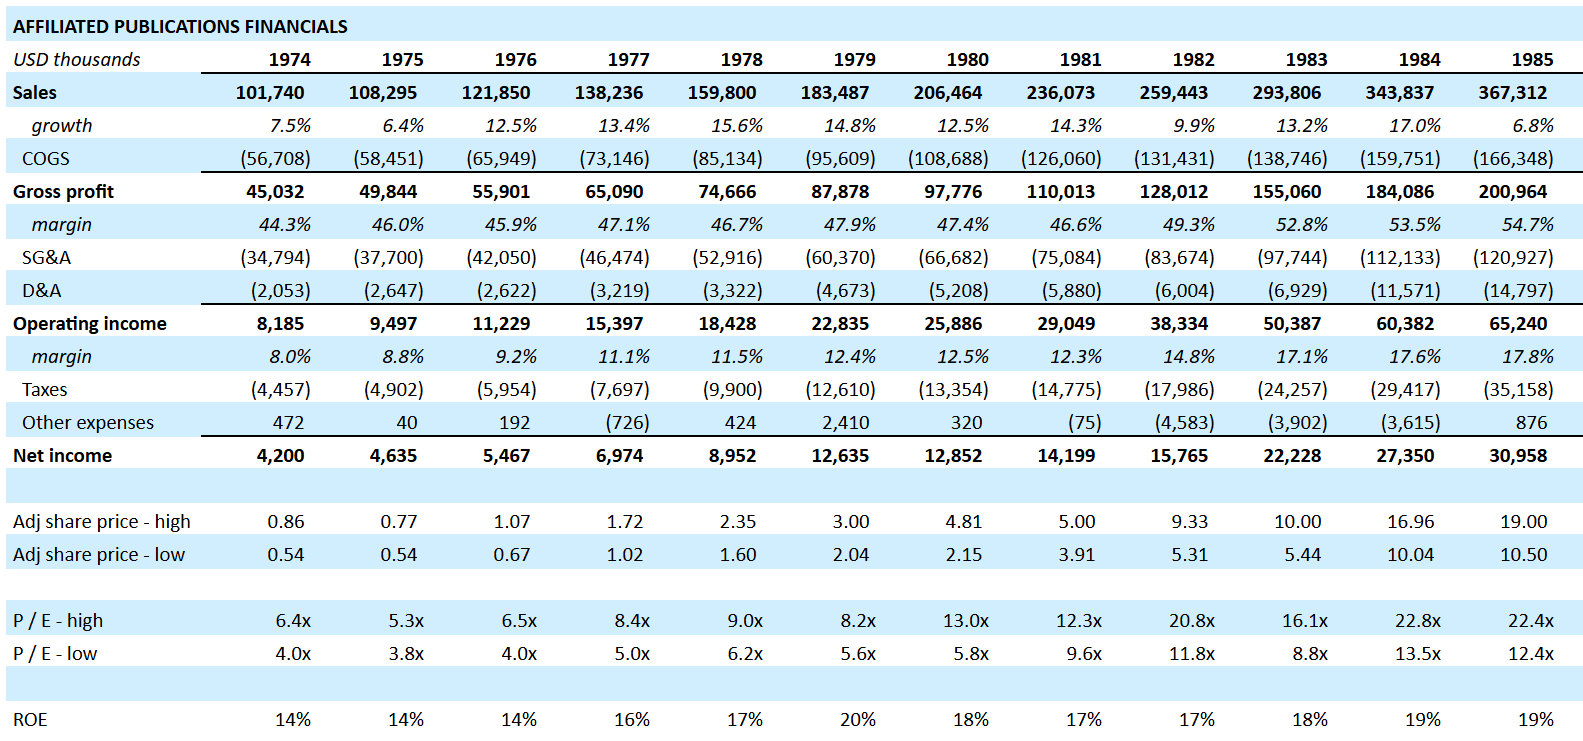 AFFILIATED PUBLICATIONS FINANCIALS
USD thousands 1974 1975 1976 1977 1978 1979 1980 1981 1982 1983 1984 1985
Sales 101,740 108,295 121,850 138,236 159,800 183,487 206,464 236,073 259,443 293,806 343,837 367,312
growth 7.5% 6.4% 12.5% 13.4% 15.6% 14.8% 12.5% 14.3% 9.9% 13.2% 17.0% 6.8%
COGS (56,708) (58,451) (65,949) (73,146) (85,134) (95,609) (108,688) (126,060) (131,431) (138,746) (159,751) (166,348)
Gross profit 45,032 49,844 55,901 65,090 74,666 87,878 97,776 110,013 128,012 155,060 184,086 200,964
margin 44.3% 46.0% 45.9% 47.1% 46.7% 47.9% 47.4% 46.6% 49.3% 52.8% 53.5% 54.7%
SG&A (34,794) (37,700) (42,050) (46,474) (52,916) (60,370) (66,682) (75,084) (83,674) (97,744) (112,133) (120,927)
D&A (2,053) (2,647) (2,622) (3,219) (3,322) (4,673) (5,208) (5,880) (6,004) (6,929) (11,571) (14,797)
Operating income 8,185 9,497 11,229 15,397 18,428 22,835 25,886 29,049 38,334 50,387 60,382 65,240
margin 8.0% 8.8% 9.2% 11.1% 11.5% 12.4% 12.5% 12.3% 14.8% 17.1% 17.6% 17.8%
Taxes (4,457) (4,902) (5,954) (7,697) (9,900) (12,610) (13,354) (14,775) (17,986) (24,257) (29,417) (35,158)
Other expenses 472 40 192 (726) 424 2,410 320 (75) (4,583) (3,902) (3,615) 876
Net income 4,200 4,635 5,467 6,974 8,952 12,635 12,852 14,199 15,765 22,228 27,350 30,958
Adj share price - high 0.86 0.77 1.07 1.72 2.35 3.00 4.81 5.00 9.33 10.00 16.96 19.00
Adj share price - low 0.54 0.54 0.67 1.02 1.60 2.04 2.15 3.91 5.31 5.44 10.04 10.50
P / E - high 6.4x 5.3x 6.5x 8.4x 9.0x 8.2x 13.0x 12.3x 20.8x 16.1x 22.8x 22.4x
P / E - low 4.0x 3.8x 4.0x 5.0x 6.2x 5.6x 5.8x 9.6x 11.8x 8.8x 13.5x 12.4x
ROE 14% 14% 14% 16% 17% 20% 18% 17% 17% 18% 19% 19%